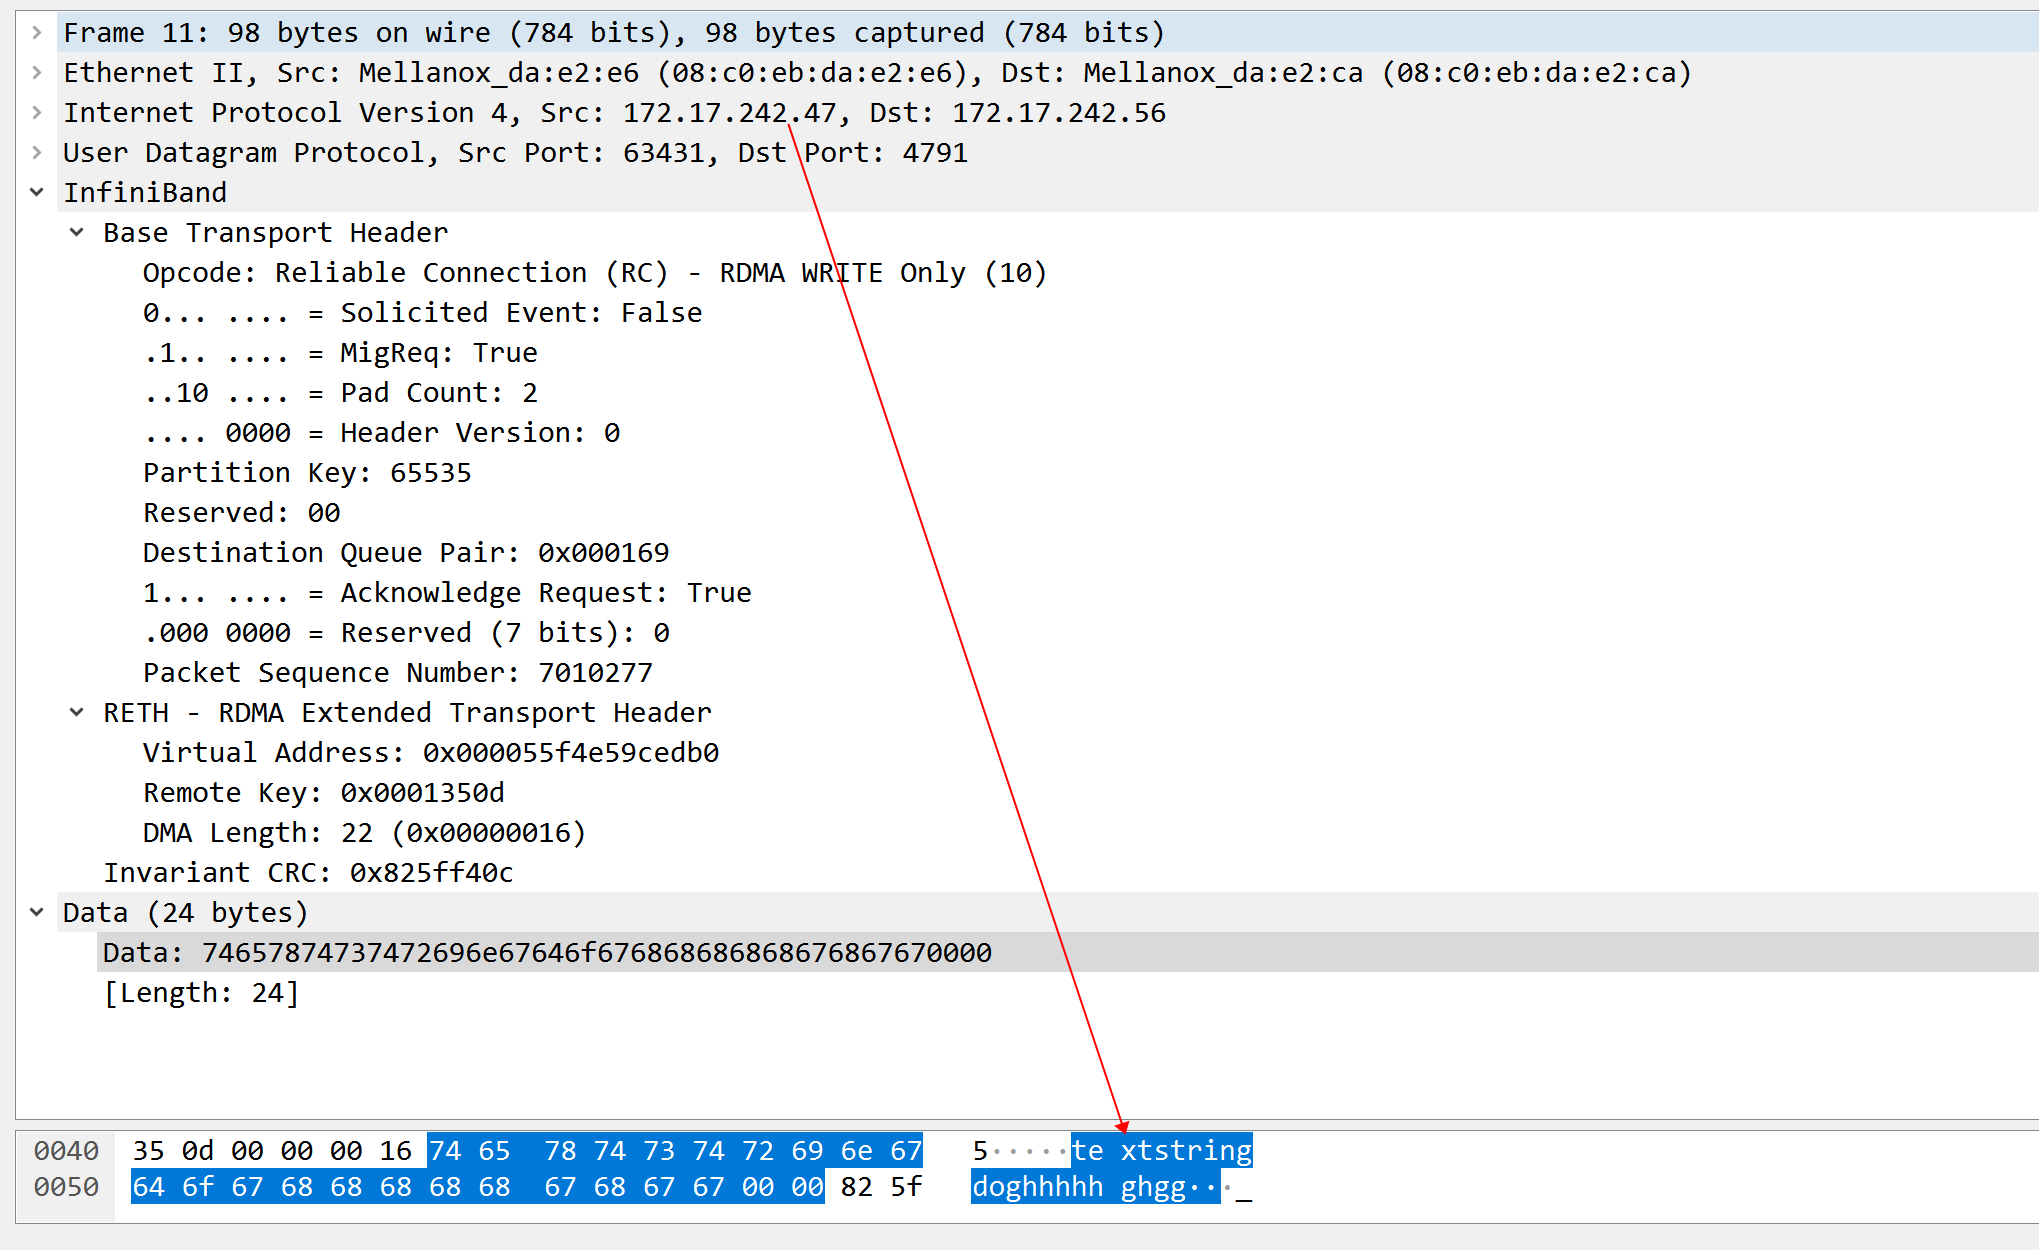 Frame 11: 98 bytes on wire (784 bits), 98 bytes captured (784 bits)
Ethernet II, Src: Mellanox_da:e2:e6 (08:c0:eb:da:e2:e6), Dst: Mellanox_da:e2:ca (08:c0:eb:da:e2:ca)
Internet Protocol Version 4, Src: 172.17.242.47, Dst: 172.17.242.56
User Datagram Protocol, Src Port: 63431, Dst Port: 4791
InfiniBand
Base Transport Header
Opcode: Reliable Connection (RC) - RDMA WRITE Only (10)
0... .... = Solicited Event: False
.1.. .... = MigReq: True
..10 .... = Pad Count: 2
.... 0000 = Header Version: 0
Partition Key: 65535
Reserved: 00
Destination Queue Pair: 0x000169
1... .... = Acknowledge Request: True
.000 0000 = Reserved (7 bits): 0
Packet Sequence Number: 7010277
RETH - RDMA Extended Transport Header
Virtual Address: 0x000055f4e59cedb0
Remote Key: 0x0001350d
DMA Length: 22 (0x00000016)
Invariant CRC: 0x825ff40c
Data (24 bytes)
Data: 74657874737472696e67646f676868686868676867670000
[Length: 24]
0040 35 0d 00 00 00 16 74 65 78 74 73 74 72 69 6e 67 5·····te xtstring
0050 64 6f 67 68 68 68 68 68 67 68 67 67 00 00 82 5f doghhhhh ghgg···_